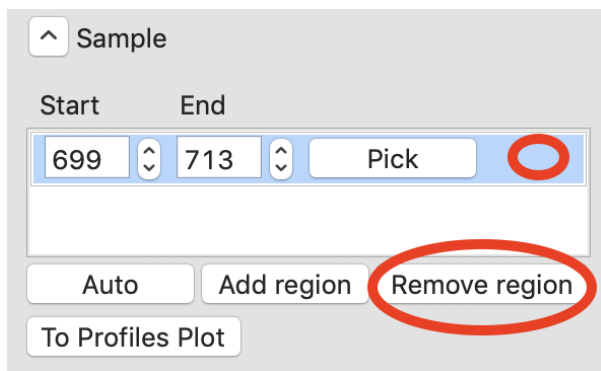 Sample
Start End
699 713 Pick
Auto Add region Remove region
To Profiles Plot